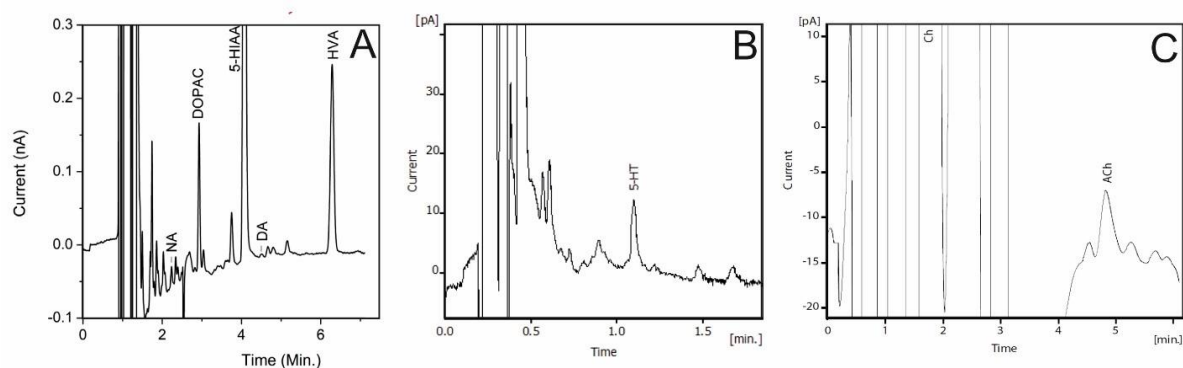 A
0.3
0.2
0.1
0.0
-0.1
Current (nA)
NA
DOPAC
5-HIAA
DA
HVA
0 2 4 6
Time (Min.)
B
[pA]
40
30
20
10
0
Current
5-HT
0.0 0.5 1.0 1.5 [min.]
Time
C
[pA]
10
5
0
-5
-10
-15
-20
Current
Ch
ACh
0 1 2 3 4 5 [min.]
Time